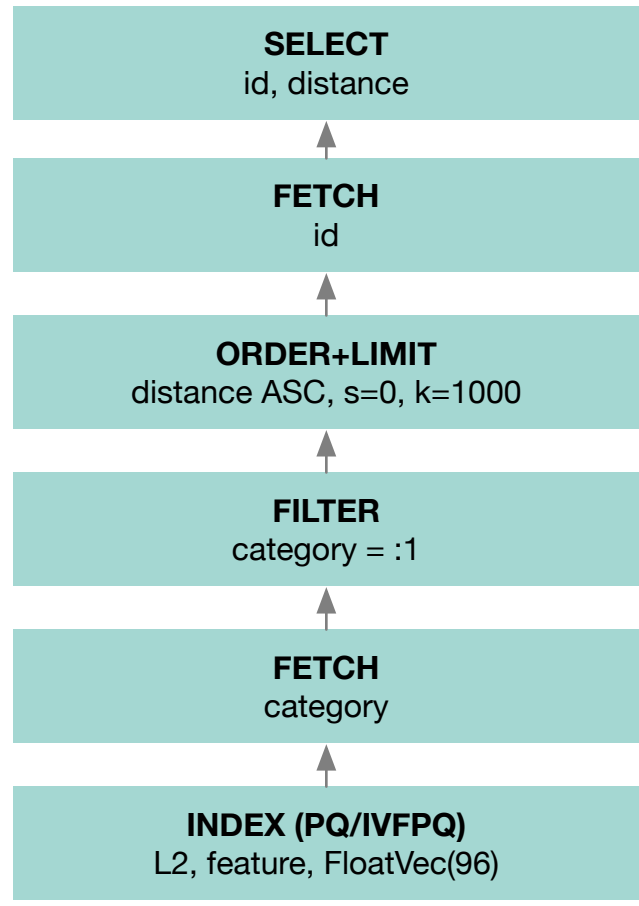 SELECT
id, distance
FETCH
id
ORDER+LIMIT
distance ASC, s=0, k=1000
FILTER
category = :1
FETCH
category
INDEX (PQ/IVFPQ)
L2, feature, FloatVec(96)